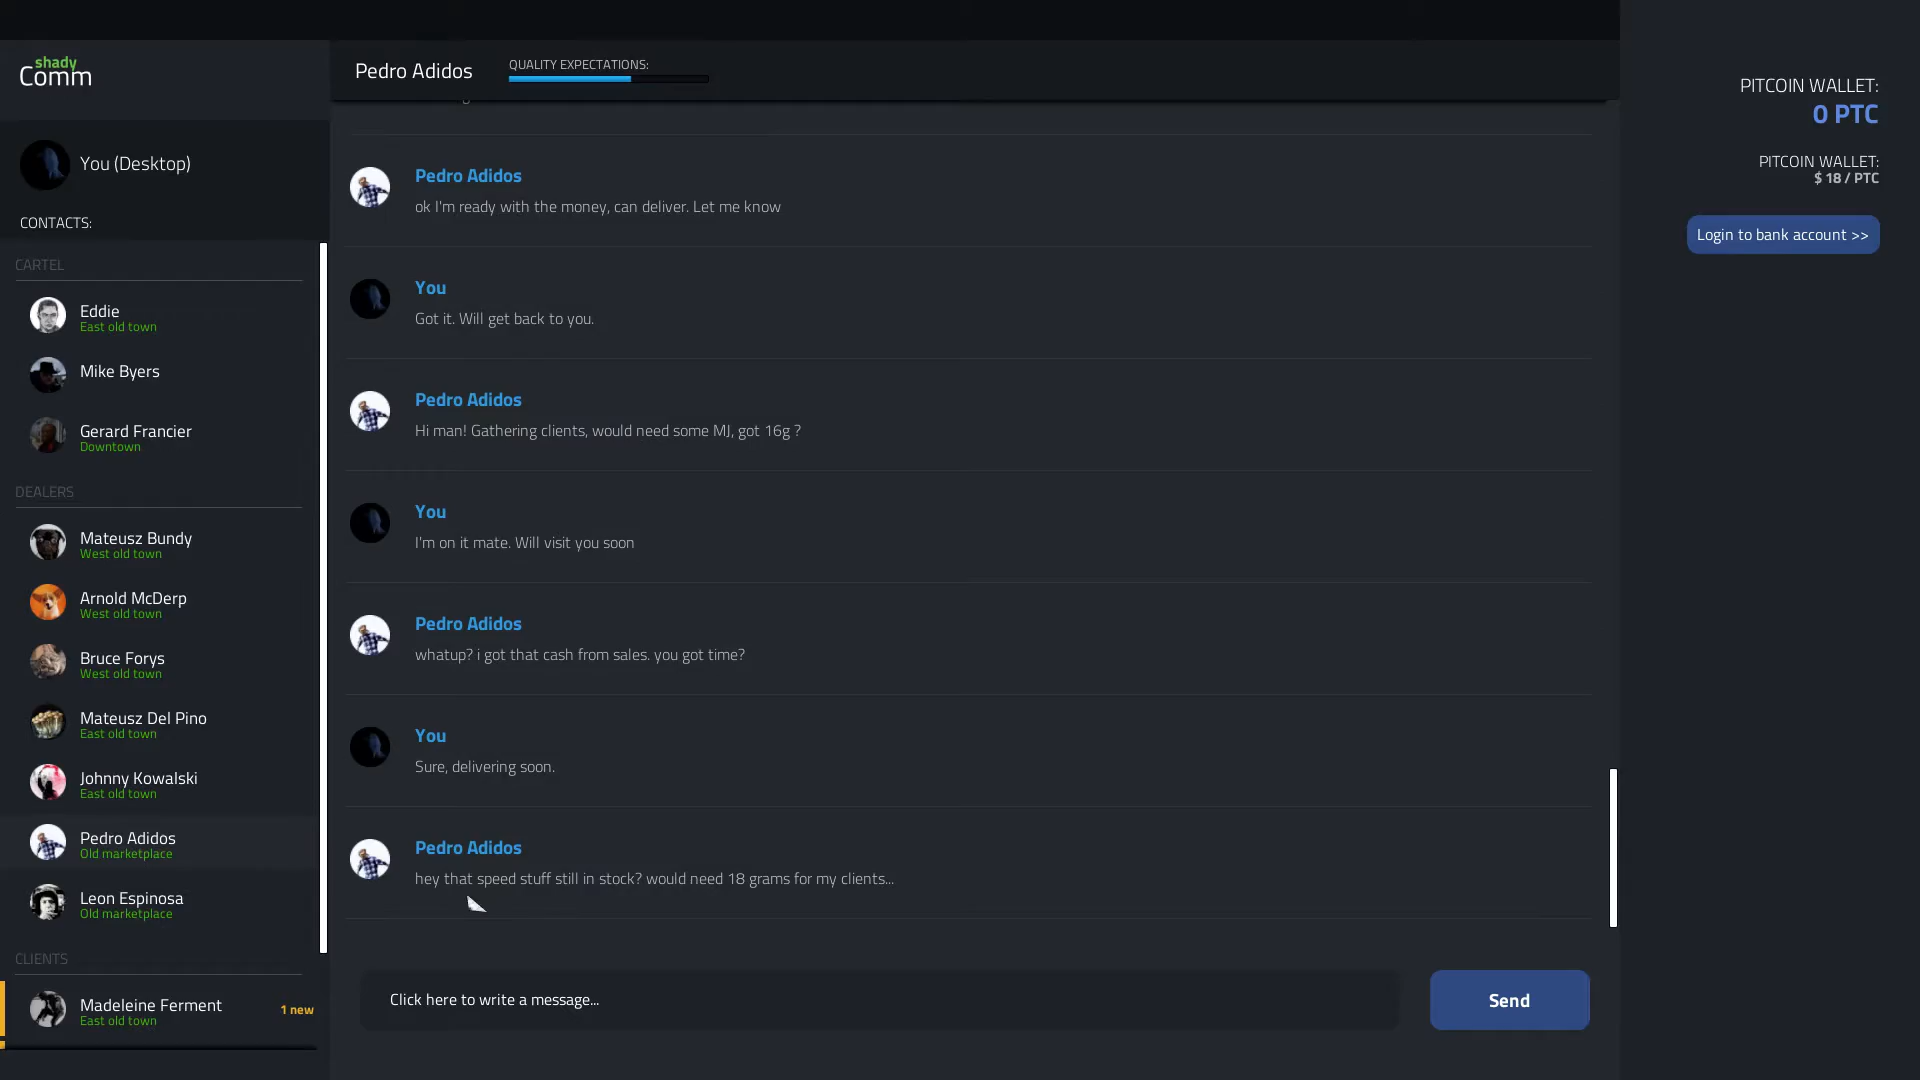 shady
Comm
You (Desktop)
CONTACTS:
CARTEL
Eddie
East old town
Mike Byers
Gerard Francier
Downtown
DEALERS
Mateusz Bundy
West old town
Arnold McDerp
West old town
Bruce Forys
West old town
Mateusz Del Pino
East old town
Johnny Kowalski
East old town
Pedro Adidos
Old marketplace
Leon Espinosa
Old marketplace
CLIENTS
Madeleine Ferment
East old town
1 new
Pedro Adidos
QUALITY EXPECTATIONS:
Pedro Adidos
ok I'm ready with the money, can deliver. Let me know
You
Got it. Will get back to you.
Pedro Adidos
Hi man! Gathering clients, would need some MJ, got 16g ?
You
I'm on it mate. Will visit you soon
Pedro Adidos
whatup? i got that cash from sales. you got time?
You
Sure, delivering soon.
Pedro Adidos
hey that speed stuff still in stock? would need 18 grams for my clients...
Click here to write a message...
Send
PITCOIN WALLET:
0 PTC
PITCOIN WALLET:
$ 18 / PTC
Login to bank account >>